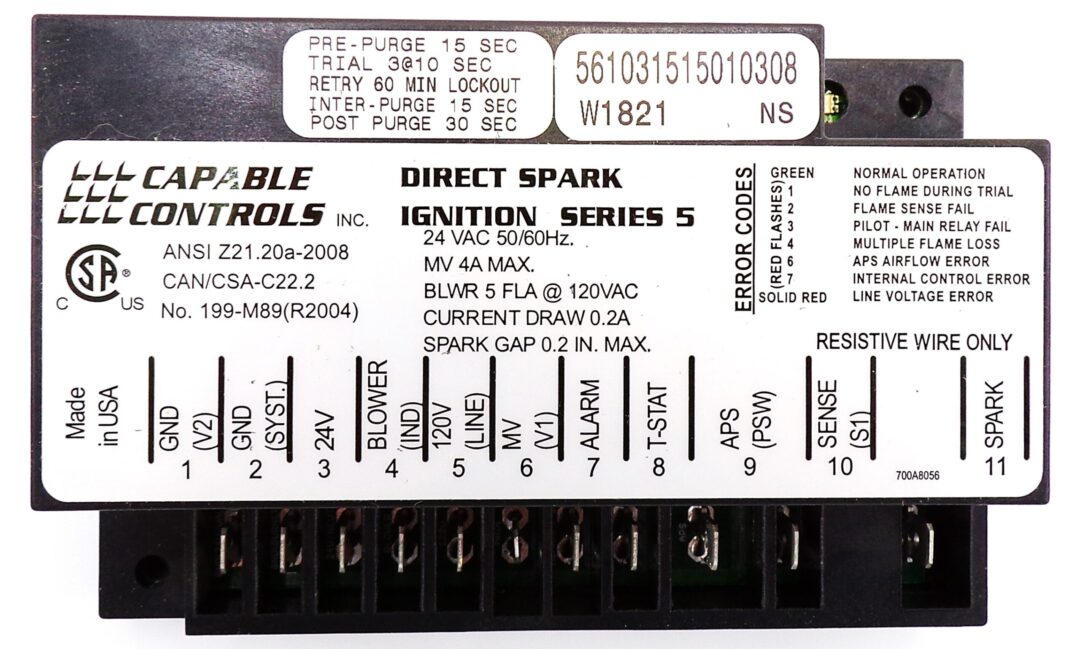 PRE-PURGE 15 SEC
TRIAL 3@10 SEC
RETRY 60 MIN LOCKOUT
INTER-PURGE 15 SEC
POST PURGE 30 SEC
561031515010308
W1821 NS
CAPABLE
CONTROLS INC.
ANSI Z21.20a-2008
CAN/CSA-C22.2
No. 199-M89(R2004)
C SA ® US
DIRECT SPARK
IGNITION SERIES 5
24 VAC 50/60Hz.
MV 4A MAX.
BLWR 5 FLA @ 120VAC
CURRENT DRAW 0.2A
SPARK GAP 0.2 IN. MAX.
ERROR CODES
(RED FLASHES)
GREEN NORMAL OPERATION
1 NO FLAME DURING TRIAL
2 FLAME SENSE FAIL
3 PILOT - MAIN RELAY FAIL
4 MULTIPLE FLAME LOSS
6 APS AIRFLOW ERROR
7 INTERNAL CONTROL ERROR
SOLID RED LINE VOLTAGE ERROR
RESISTIVE WIRE ONLY
Made
in USA
GND
(V2)
1
GND
(SYST.)
2
24V
3
BLOWER
(IND)
4
120V
(LINE)
5
MV
(V1)
6
ALARM
7
T-STAT
8
APS
(PSW)
9
SENSE
(S1)
10
700A8056
SPARK
11